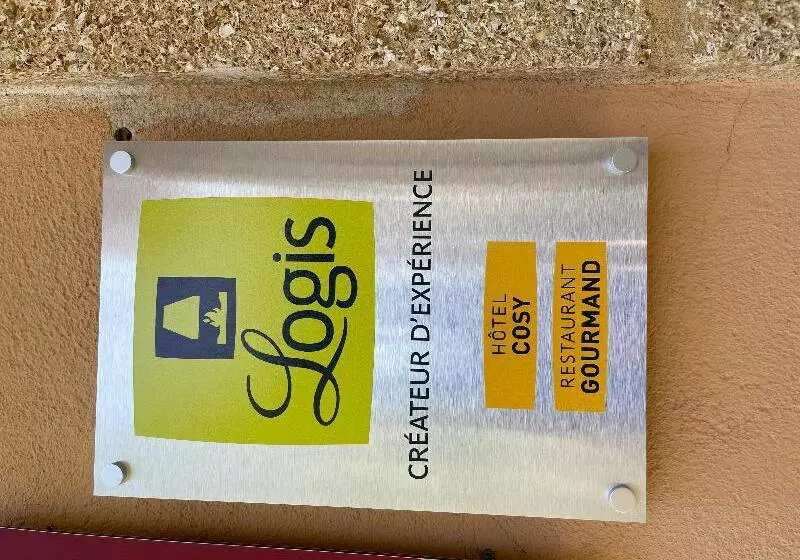 Logis
CRÉATEUR D'EXPÉRIENCE
HÔTEL
COSY
RESTAURANT
GOURMAND